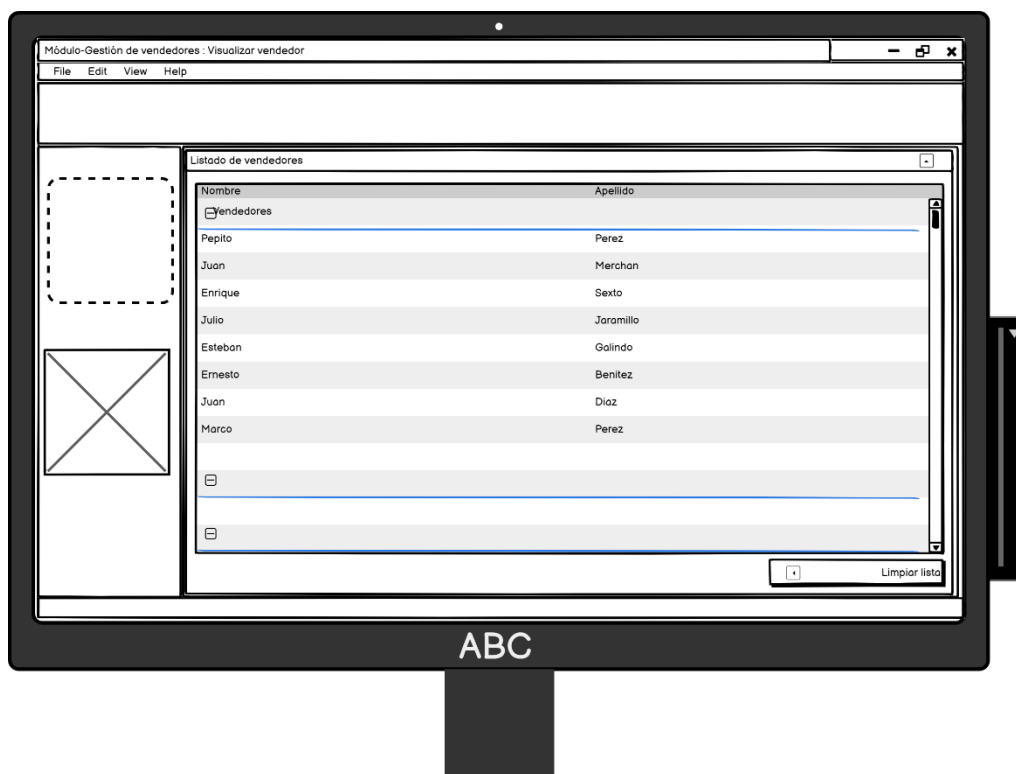 Módulo-Gestión de vendedores : Visualizar vendedor
File Edit View Help
Listado de vendedores
Nombre Apellido
Vendedores
Pepito Perez
Juan Merchan
Enrique Sexto
Julio Jaramillo
Esteban Galindo
Ernesto Benitez
Juan Diaz
Marco Perez
Limpiar lista
ABC